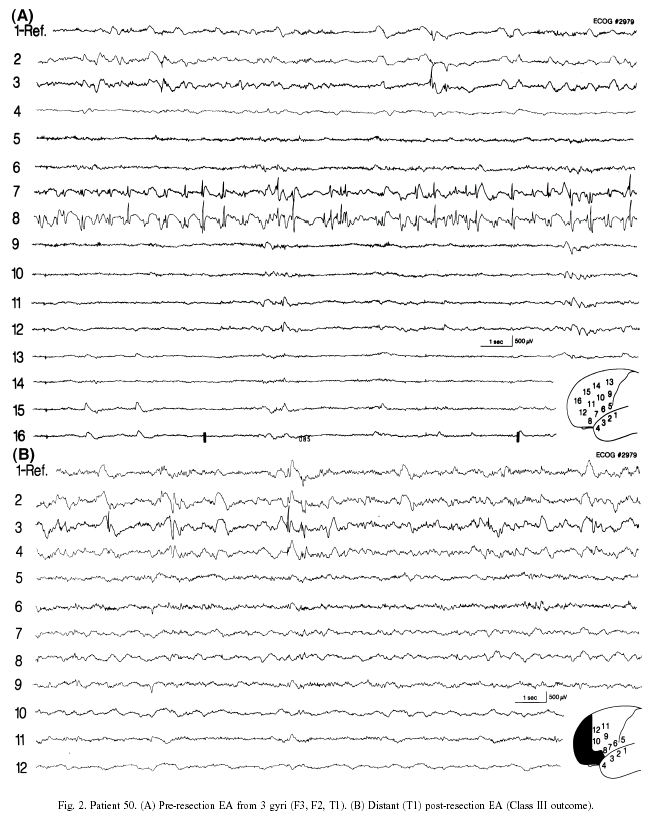 (A)
ECOG #2979
1-Ref.
2
3
4
5
6
7
8
9
10
11
12
1 sec 500 μV
13
14
15
16
085
14 13
15 10 9
16 11 6 5
12 7
8 3 2 1
4
(B)
ECOG #2979
1-Ref.
2
3
4
5
6
7
8
9
1 sec 500 μV
10
11
12
12 11
10 9
8 7 6 5
3 2 1
4
Fig. 2. Patient 50. (A) Pre-resection EA from 3 gyri (F3, F2, T1). (B) Distant (T1) post-resection EA (Class III outcome).